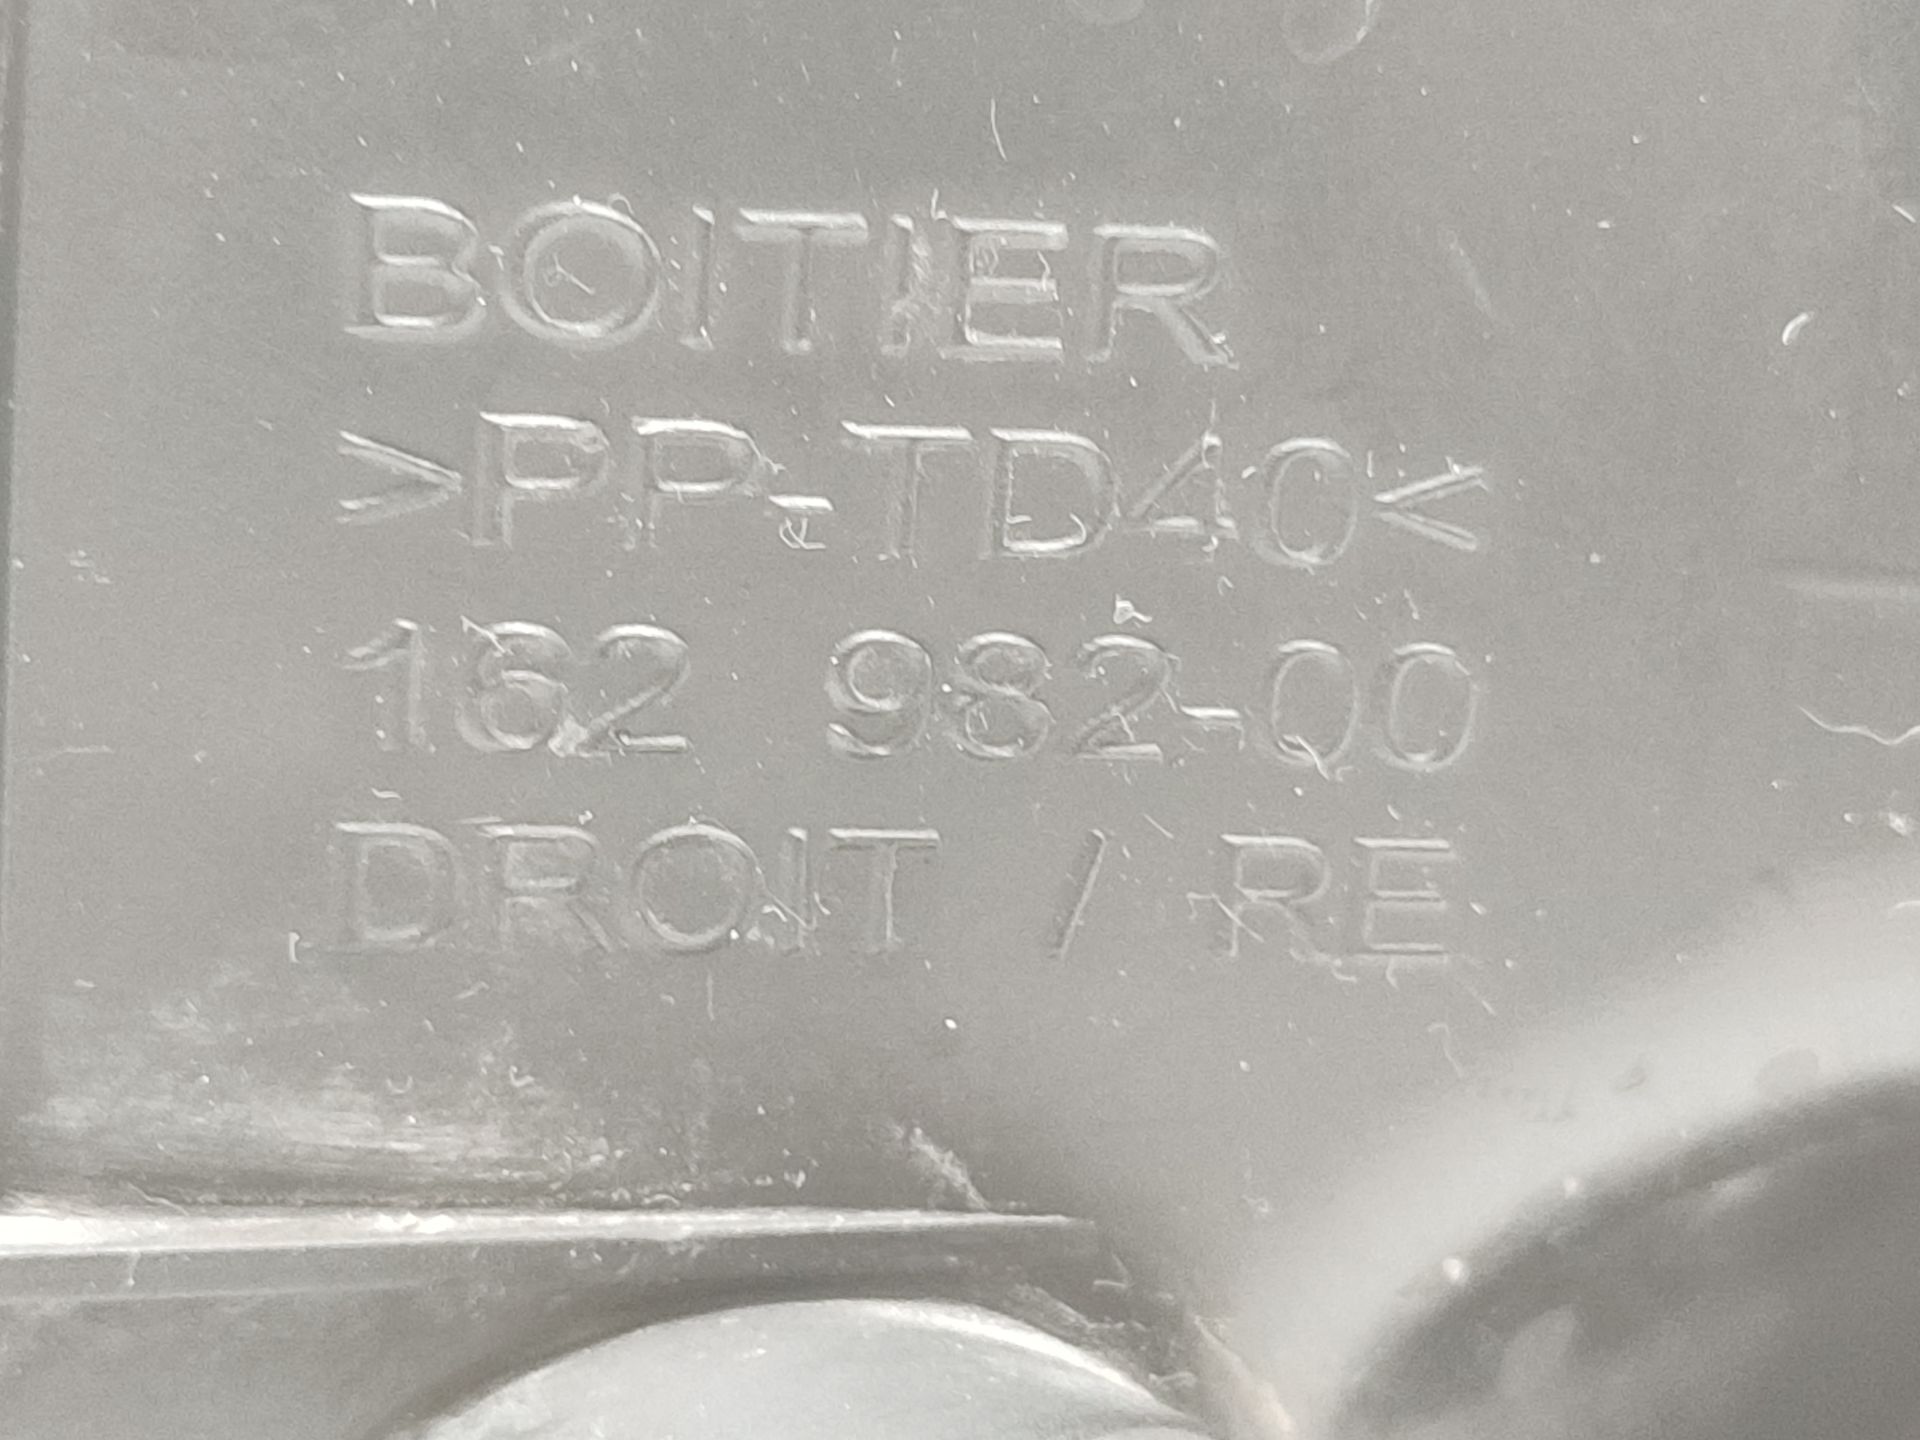 BOITIER
>PP-TD40<
162 982-00
DROIT / RE